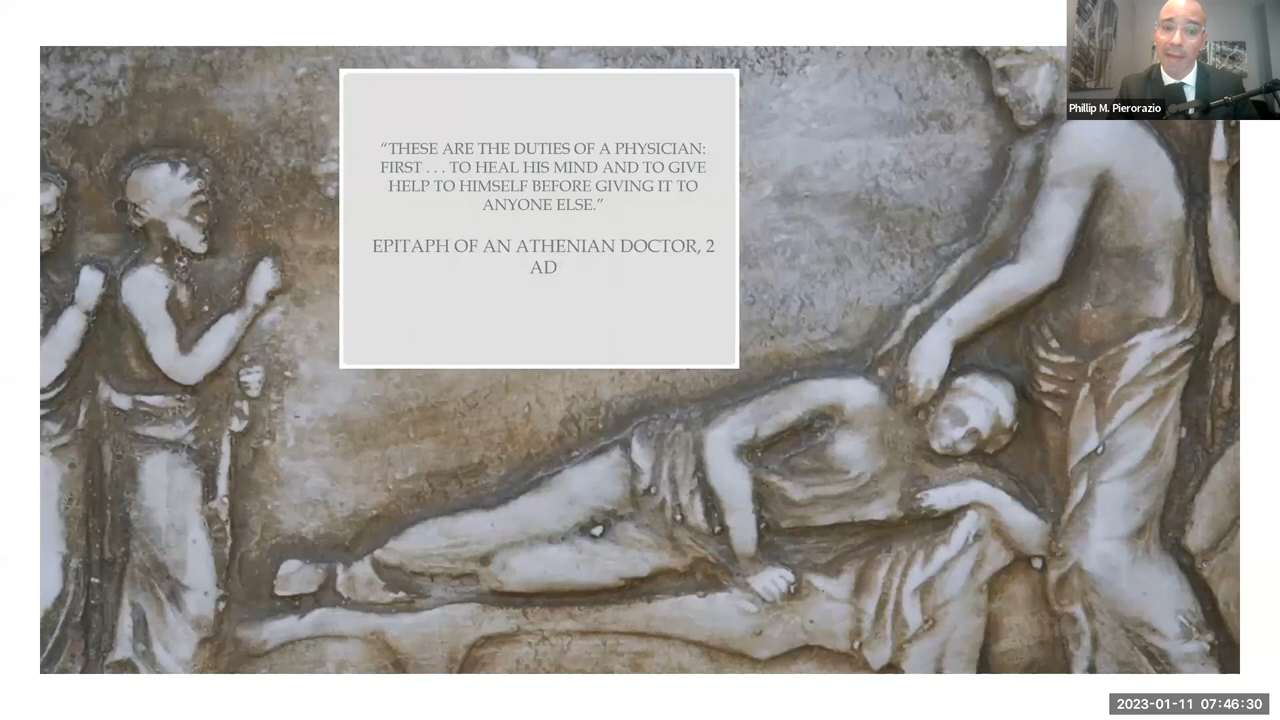 Phillip M. Pierorazio
“THESE ARE THE DUTIES OF A PHYSICIAN:
FIRST . . . TO HEAL HIS MIND AND TO GIVE
HELP TO HIMSELF BEFORE GIVING IT TO
ANYONE ELSE.”
EPITAPH OF AN ATHENIAN DOCTOR, 2
AD
2023-01-11 07:46:30